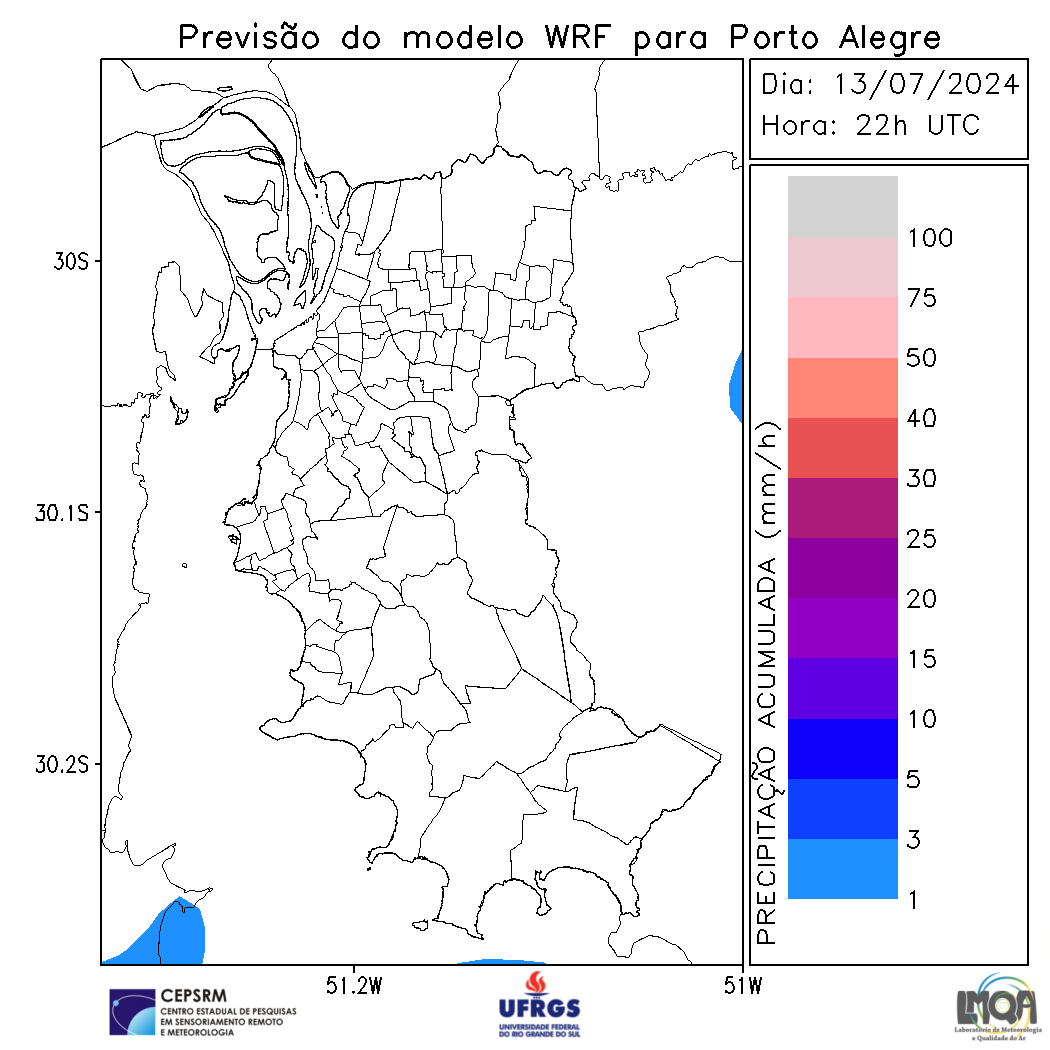 Previsão do modelo WRF para Porto Alegre
Dia: 13/07/2024
Hora: 22h UTC
30S
30.1S
30.2S
51.2W
51W
PRECIPITAÇÃO ACUMULADA (mm/h)
100
75
50
40
30
25
20
15
10
5
3
1
CEPSRM
CENTRO ESTADUAL DE PESQUISAS
EM SENSORIAMENTO REMOTO
E METEOROLOGIA
UFRGS
UNIVERSIDADE FEDERAL
DO RIO GRANDE DO SUL
LMQA
Laboratório de Meteorologia
e Qualidade do Ar